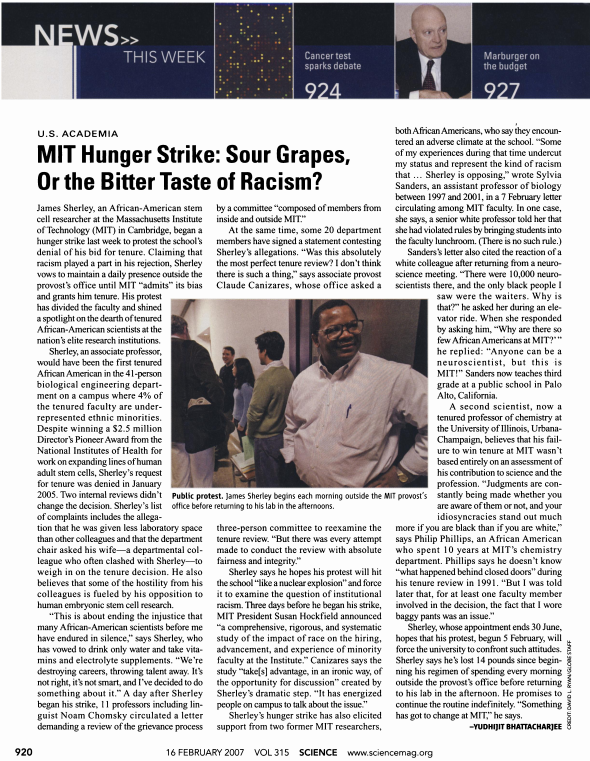 NEWS>>
THIS WEEK
Cancer test
sparks debate
924
Marburger on
the budget
927
U.S. ACADEMIA
MIT Hunger Strike: Sour Grapes,
Or the Bitter Taste of Racism?
James Sherley, an African-American stem
cell researcher at the Massachusetts Institute
of Technology (MIT) in Cambridge, began a
hunger strike last week to protest the school's
denial of his bid for tenure. Claiming that
racism played a part in his rejection, Sherley
vows to maintain a daily presence outside the
provost's office until MIT "admits" its bias
and grants him tenure. His protest
has divided the faculty and shined
a spotlight on the dearth of tenured
African-American scientists at the
nation's elite research institutions.
Sherley, an associate professor,
would have been the first tenured
African American in the 41-person
biological engineering depart-
ment on a campus where 4% of
the tenured faculty are under-
represented ethnic minorities.
Despite winning a $2.5 million
Director's Pioneer Award from the
National Institutes of Health for
work on expanding lines of human
adult stem cells, Sherley's request
for tenure was denied in January
2005. Two internal reviews didn't
change the decision. Sherley's list
of complaints includes the allega-
tion that he was given less laboratory space
than other colleagues and that the department
chair asked his wife—a departmental col-
league who often clashed with Sherley—to
weigh in on the tenure decision. He also
believes that some of the hostility from his
colleagues is fueled by his opposition to
human embryonic stem cell research.
"This is about ending the injustice that
many African-American scientists before me
have endured in silence," says Sherley, who
has vowed to drink only water and take vita-
mins and electrolyte supplements. "We're
destroying careers, throwing talent away. It's
not right, it's not smart, and I've decided to do
something about it." A day after Sherley
began his strike, 11 professors including lin-
guist Noam Chomsky circulated a letter
demanding a review of the grievance process
by a committee "composed of members from
inside and outside MIT."
At the same time, some 20 department
members have signed a statement contesting
Sherley's allegations. "Was this absolutely
the most perfect tenure review? I don't think
there is such a thing," says associate provost
Claude Canizares, whose office asked a
Public protest. James Sherley begins each morning outside the MIT provost's
office before returning to his lab in the afternoons.
three-person committee to reexamine the
tenure review. "But there was every attempt
made to conduct the review with absolute
fairness and integrity."
Sherley says he hopes his protest will hit
the school "like a nuclear explosion" and force
it to examine the question of institutional
racism. Three days before he began his strike,
MIT President Susan Hockfield announced
"a comprehensive, rigorous, and systematic
study of the impact of race on the hiring,
advancement, and experience of minority
faculty at the Institute." Canizares says the
study "take[s] advantage, in an ironic way, of
the opportunity for discussion" created by
Sherley's dramatic step. "It has energized
people on campus to talk about the issue."
Sherley's hunger strike has also elicited
support from two former MIT researchers,
both African Americans, who say they encoun-
tered an adverse climate at the school. "Some
of my experiences during that time undercut
my status and represent the kind of racism
that ... Sherley is opposing," wrote Sylvia
Sanders, an assistant professor of biology
between 1997 and 2001, in a 7 February letter
circulating among MIT faculty. In one case,
she says, a senior white professor told her that
she had violated rules by bringing students into
the faculty lunchroom. (There is no such rule.)
Sanders's letter also cited the reaction of a
white colleague after returning from a neuro-
science meeting. "There were 10,000 neuro-
scientists there, and the only black people I
saw were the waiters. Why is
that?" he asked her during an ele-
vator ride. When she responded
by asking him, "Why are there so
few African Americans at MIT?'"
he replied: "Anyone can be a
neuroscientist, but this is
MIT!" Sanders now teaches third
grade at a public school in Palo
Alto, California.
A second scientist, now a
tenured professor of chemistry at
the University of Illinois, Urbana-
Champaign, believes that his fail-
ure to win tenure at MIT wasn't
based entirely on an assessment of
his contribution to science and the
profession. "Judgments are con-
stantly being made whether you
are aware of them or not, and your
idiosyncracies stand out much
more if you are black than if you are white,"
says Philip Phillips, an African American
who spent 10 years at MIT's chemistry
department. Phillips says he doesn't know
"what happened behind closed doors" during
his tenure review in 1991. "But I was told
later that, for at least one faculty member
involved in the decision, the fact that I wore
baggy pants was an issue."
Sherley, whose appointment ends 30 June,
hopes that his protest, begun 5 February, will
force the university to confront such attitudes.
Sherley says he's lost 14 pounds since begin-
ning his regimen of spending every morning
outside the provost's office before returning
to his lab in the afternoon. He promises to
continue the routine indefinitely. "Something
has got to change at MIT," he says.
–YUDHIJIT BHATTACHARJEE
CREDIT: DAVID L. RYAN/GLOBE STAFF
920
16 FEBRUARY 2007 VOL 315 SCIENCE www.sciencemag.org